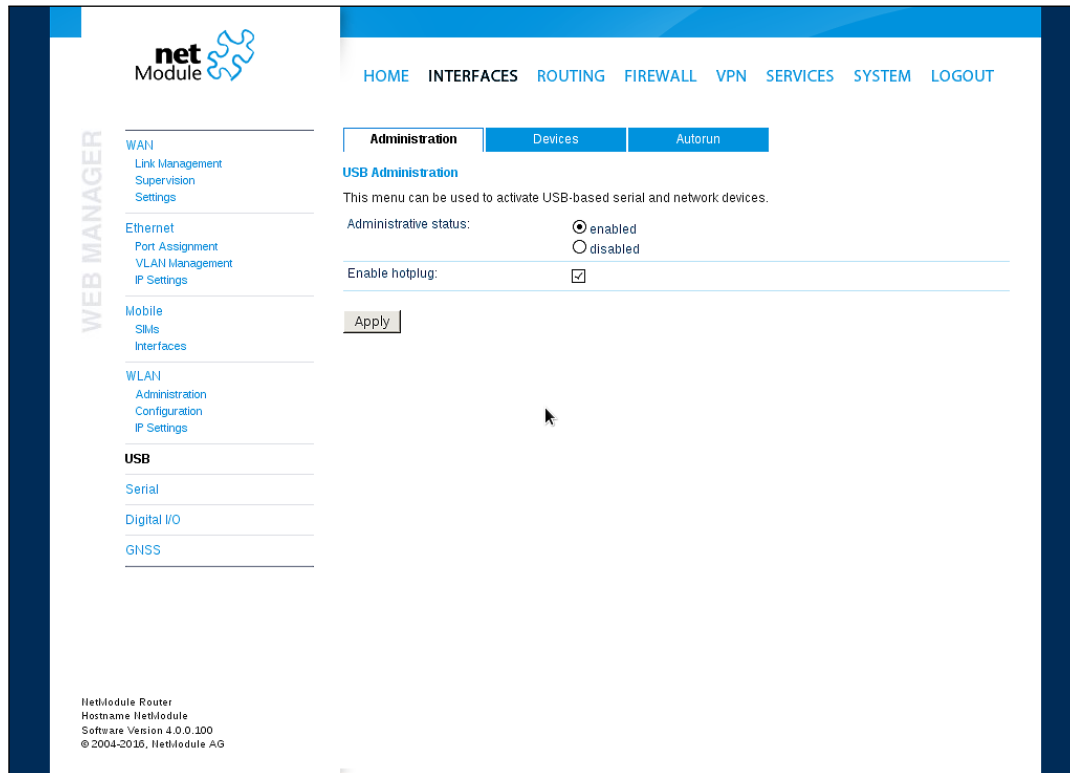 net
Module
HOME INTERFACES ROUTING FIREWALL VPN SERVICES SYSTEM LOGOUT
WEB MANAGER
WAN
Link Management
Supervision
Settings
Ethernet
Port Assignment
VLAN Management
IP Settings
Mobile
SIMs
Interfaces
WLAN
Administration
Configuration
IP Settings
USB
Serial
Digital I/O
GNSS
Administration Devices Autorun
USB Administration
This menu can be used to activate USB-based serial and network devices.
Administrative status: enabled
disabled
Enable hotplug:
Apply
NetModule Router
Hostname NetModule
Software Version 4.0.0.100
© 2004-2016, NetModule AG